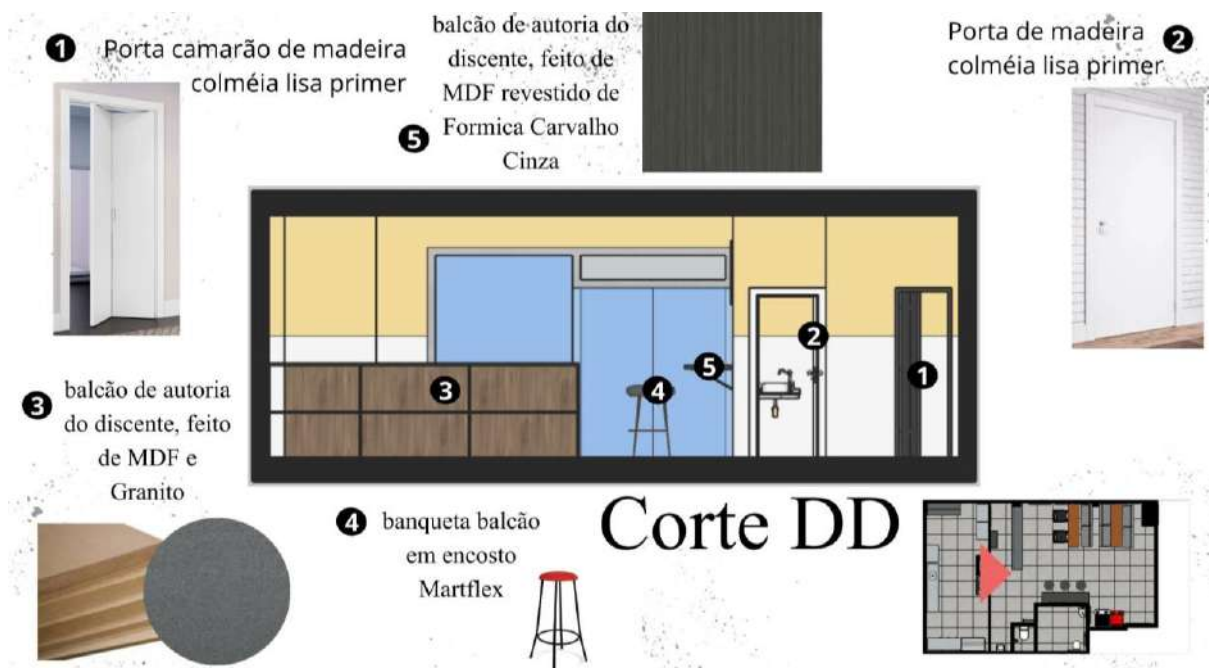 1 Porta camarão de madeira
colméia lisa primer
balcão de autoria do
discente, feito de
MDF revestido de
5 Formica Carvalho
Cinza
Porta de madeira 2
colméia lisa primer
3 balcão de autoria
do discente, feito
de MDF e
Granito
3
4
5
2
1
4 banqueta balcão
em encosto
Martflex
Corte DD